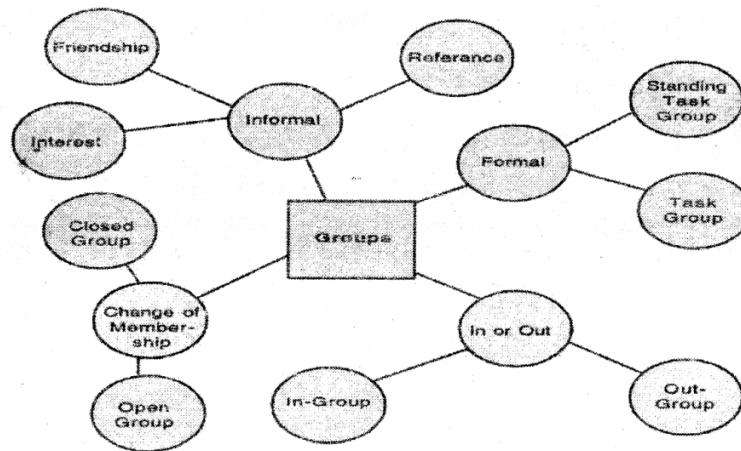 Friendship
Referance
Informal
Interest
Standing
Task
Group
Formal
Task
Group
Closed
Group
Groups
Change of
Member-
ship
In or Out
Open
Group
In-Group
Out-
Group